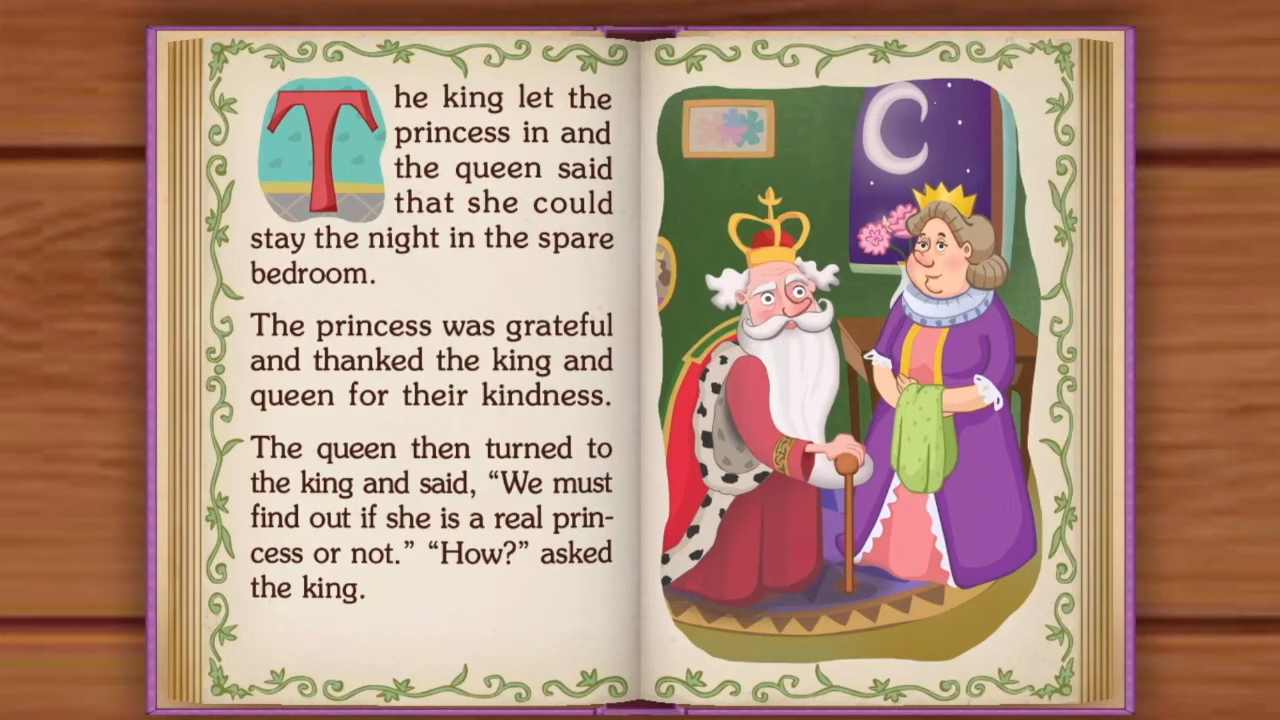 The king let the
princess in and
the queen said
that she could
stay the night in the spare
bedroom.
The princess was grateful
and thanked the king and
queen for their kindness.
The queen then turned to
the king and said, “We must
find out if she is a real prin-
cess or not.” “How?” asked
the king.